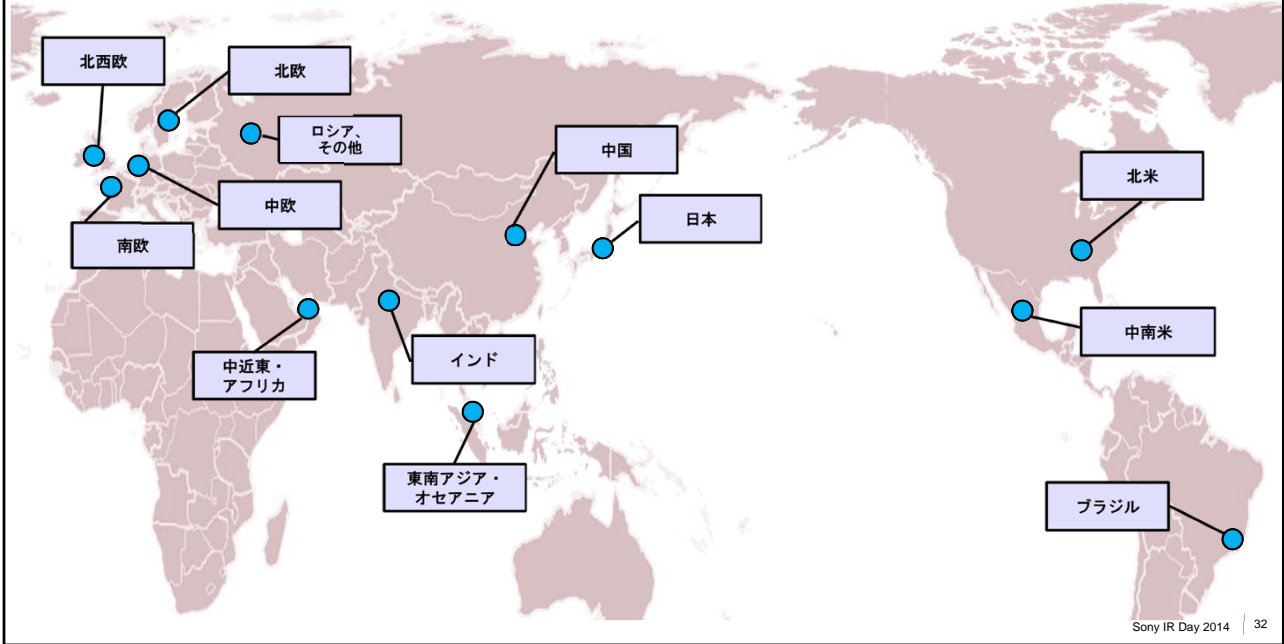 北西欧
北欧
ロシア、
その他
中国
北米
中欧
日本
南欧
中南米
インド
中近東・
アフリカ
東南アジア・
オセアニア
ブラジル
Sony IR Day 2014
32